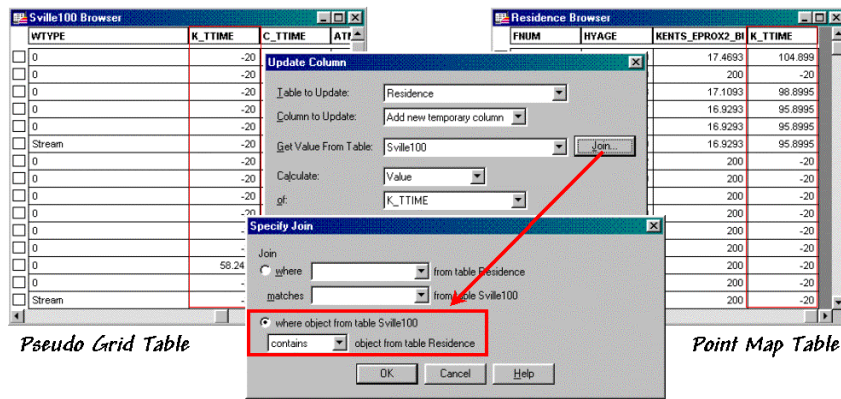 Sville100 Browser
WTYPE K_TTIME C_TTIME
0 -20
0 -20
0 -20
0 -20
0 -20
Stream -20
0 -20
0 -20
0 -20
0 -20
0
0 58.24
0
Stream
Pseudo Grid Table
Update Column
Table to Update: Residence
Column to Update: Add new temporary column
Get Value From Table: Sville100 Join...
Calculate: Value
of: K_TTIME
Specify Join
Join
where from table Residence
matches from table Sville100
where object from table Sville100
contains object from table Residence
OK Cancel Help
Residence Browser
FNUM HYAGE KENTS_EPROX2_BI K_TTIME
17.4693 104.899
200 -20
17.1093 98.8995
16.9293 95.8995
16.9293 95.8995
16.9293 95.8995
200 -20
200 -20
200 -20
200 -20
200 -20
200 -20
200 -20
200 -20
Point Map Table